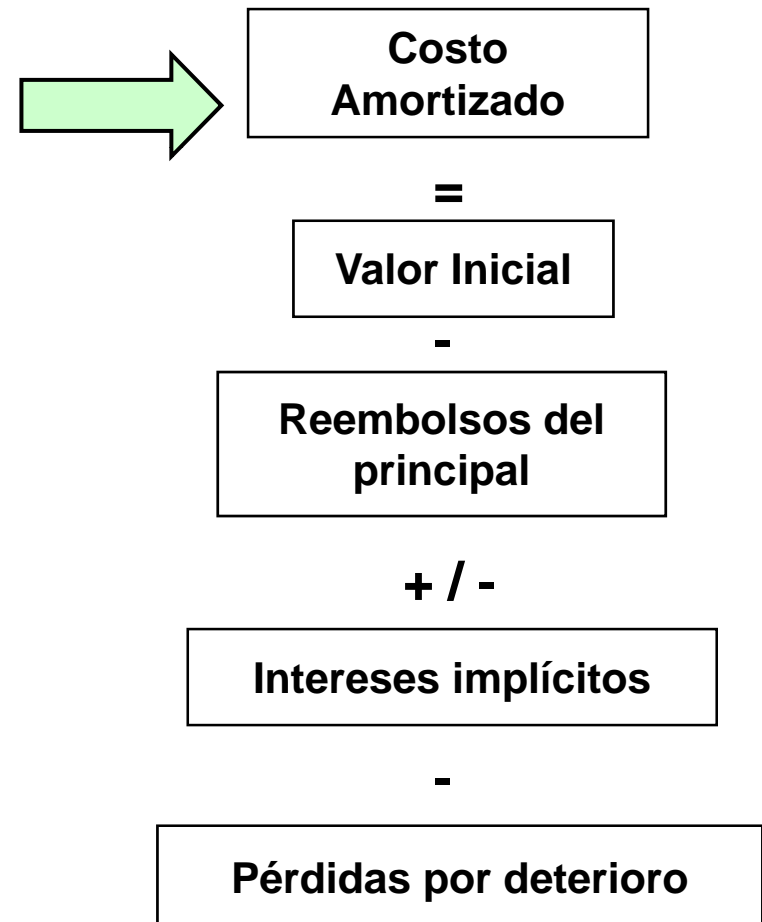 Costo
Amortizado
=
Valor Inicial
-
Reembolsos del
principal
+ / -
Intereses implícitos
-
Pérdidas por deterioro